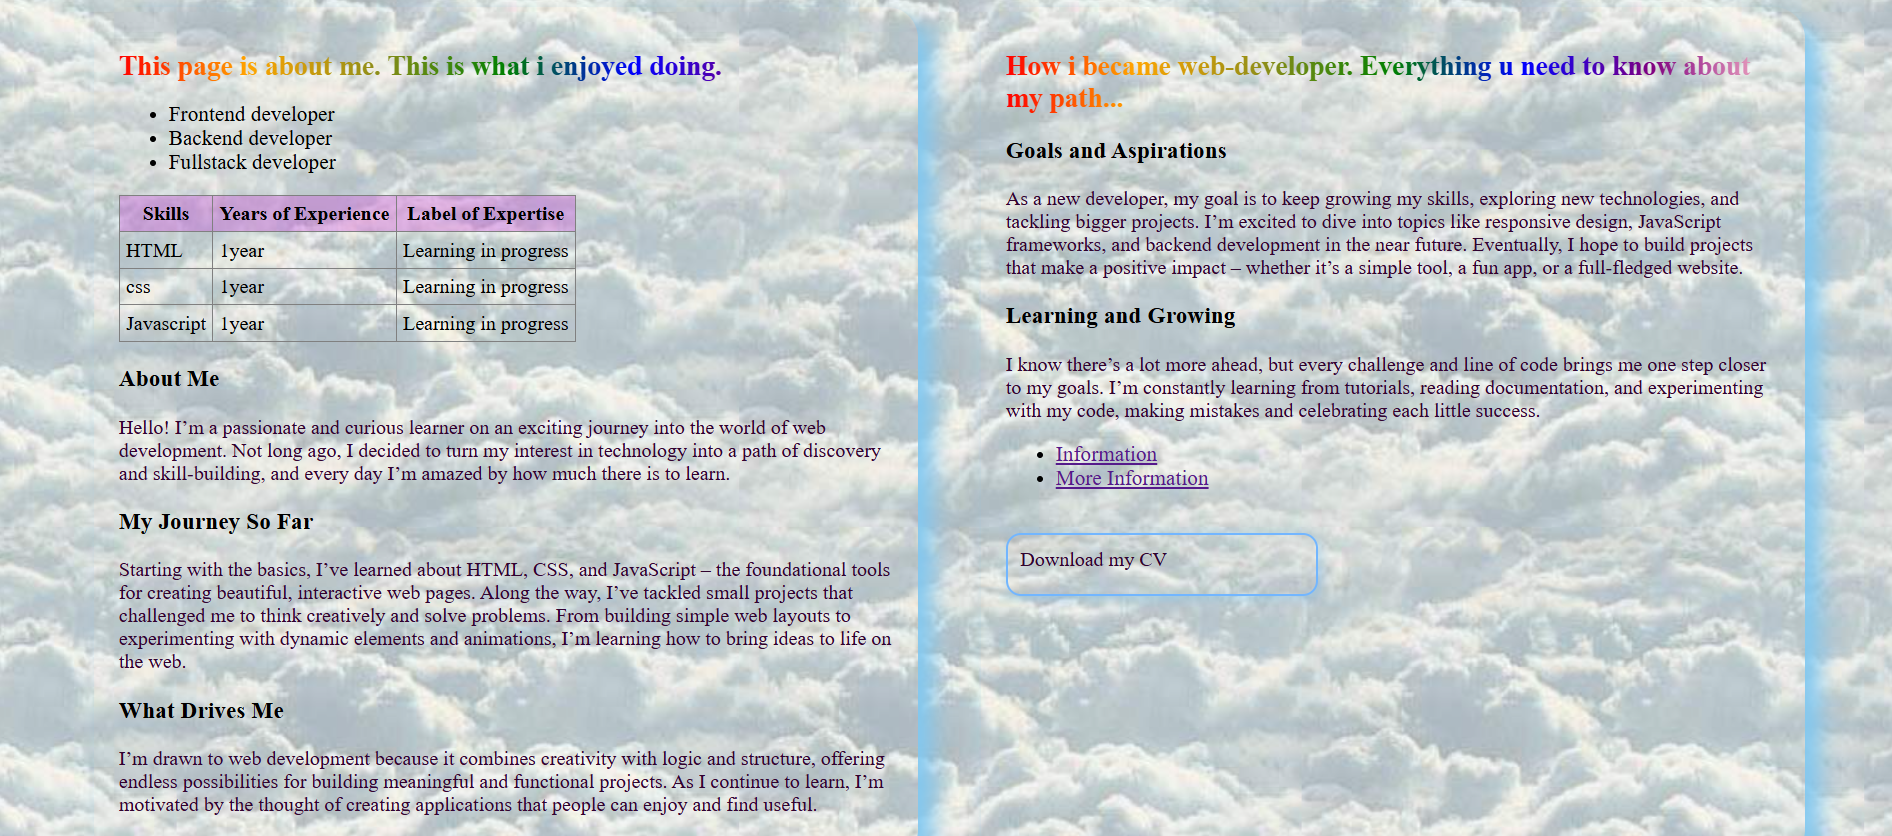 This page is about me. This is what i enjoyed doing.
Frontend developer
Backend developer
Fullstack developer
Skills Years of Experience Label of Expertise
HTML 1year Learning in progress
css 1year Learning in progress
Javascript 1year Learning in progress
About Me
Hello! I’m a passionate and curious learner on an exciting journey into the world of web
development. Not long ago, I decided to turn my interest in technology into a path of discovery
and skill-building, and every day I’m amazed by how much there is to learn.
My Journey So Far
Starting with the basics, I’ve learned about HTML, CSS, and JavaScript – the foundational tools
for creating beautiful, interactive web pages. Along the way, I’ve tackled small projects that
challenged me to think creatively and solve problems. From building simple web layouts to
experimenting with dynamic elements and animations, I’m learning how to bring ideas to life on
the web.
What Drives Me
I’m drawn to web development because it combines creativity with logic and structure, offering
endless possibilities for building meaningful and functional projects. As I continue to learn, I’m
motivated by the thought of creating applications that people can enjoy and find useful.
How i became web-developer. Everything u need to know about
my path...
Goals and Aspirations
As a new developer, my goal is to keep growing my skills, exploring new technologies, and
tackling bigger projects. I’m excited to dive into topics like responsive design, JavaScript
frameworks, and backend development in the near future. Eventually, I hope to build projects
that make a positive impact – whether it’s a simple tool, a fun app, or a full-fledged website.
Learning and Growing
I know there’s a lot more ahead, but every challenge and line of code brings me one step closer
to my goals. I’m constantly learning from tutorials, reading documentation, and experimenting
with my code, making mistakes and celebrating each little success.
Information
More Information
Download my CV